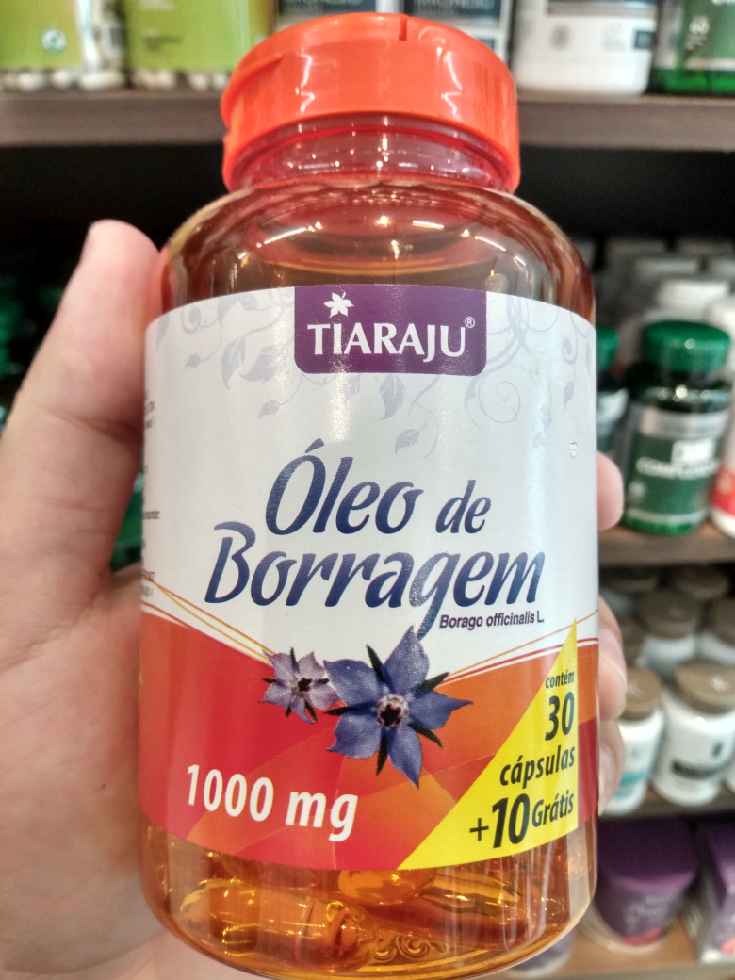 TIARAJU®
Óleo de
Borragem
Borago officinalis L.
contém
30
cápsulas
+10 Grátis
1000 mg